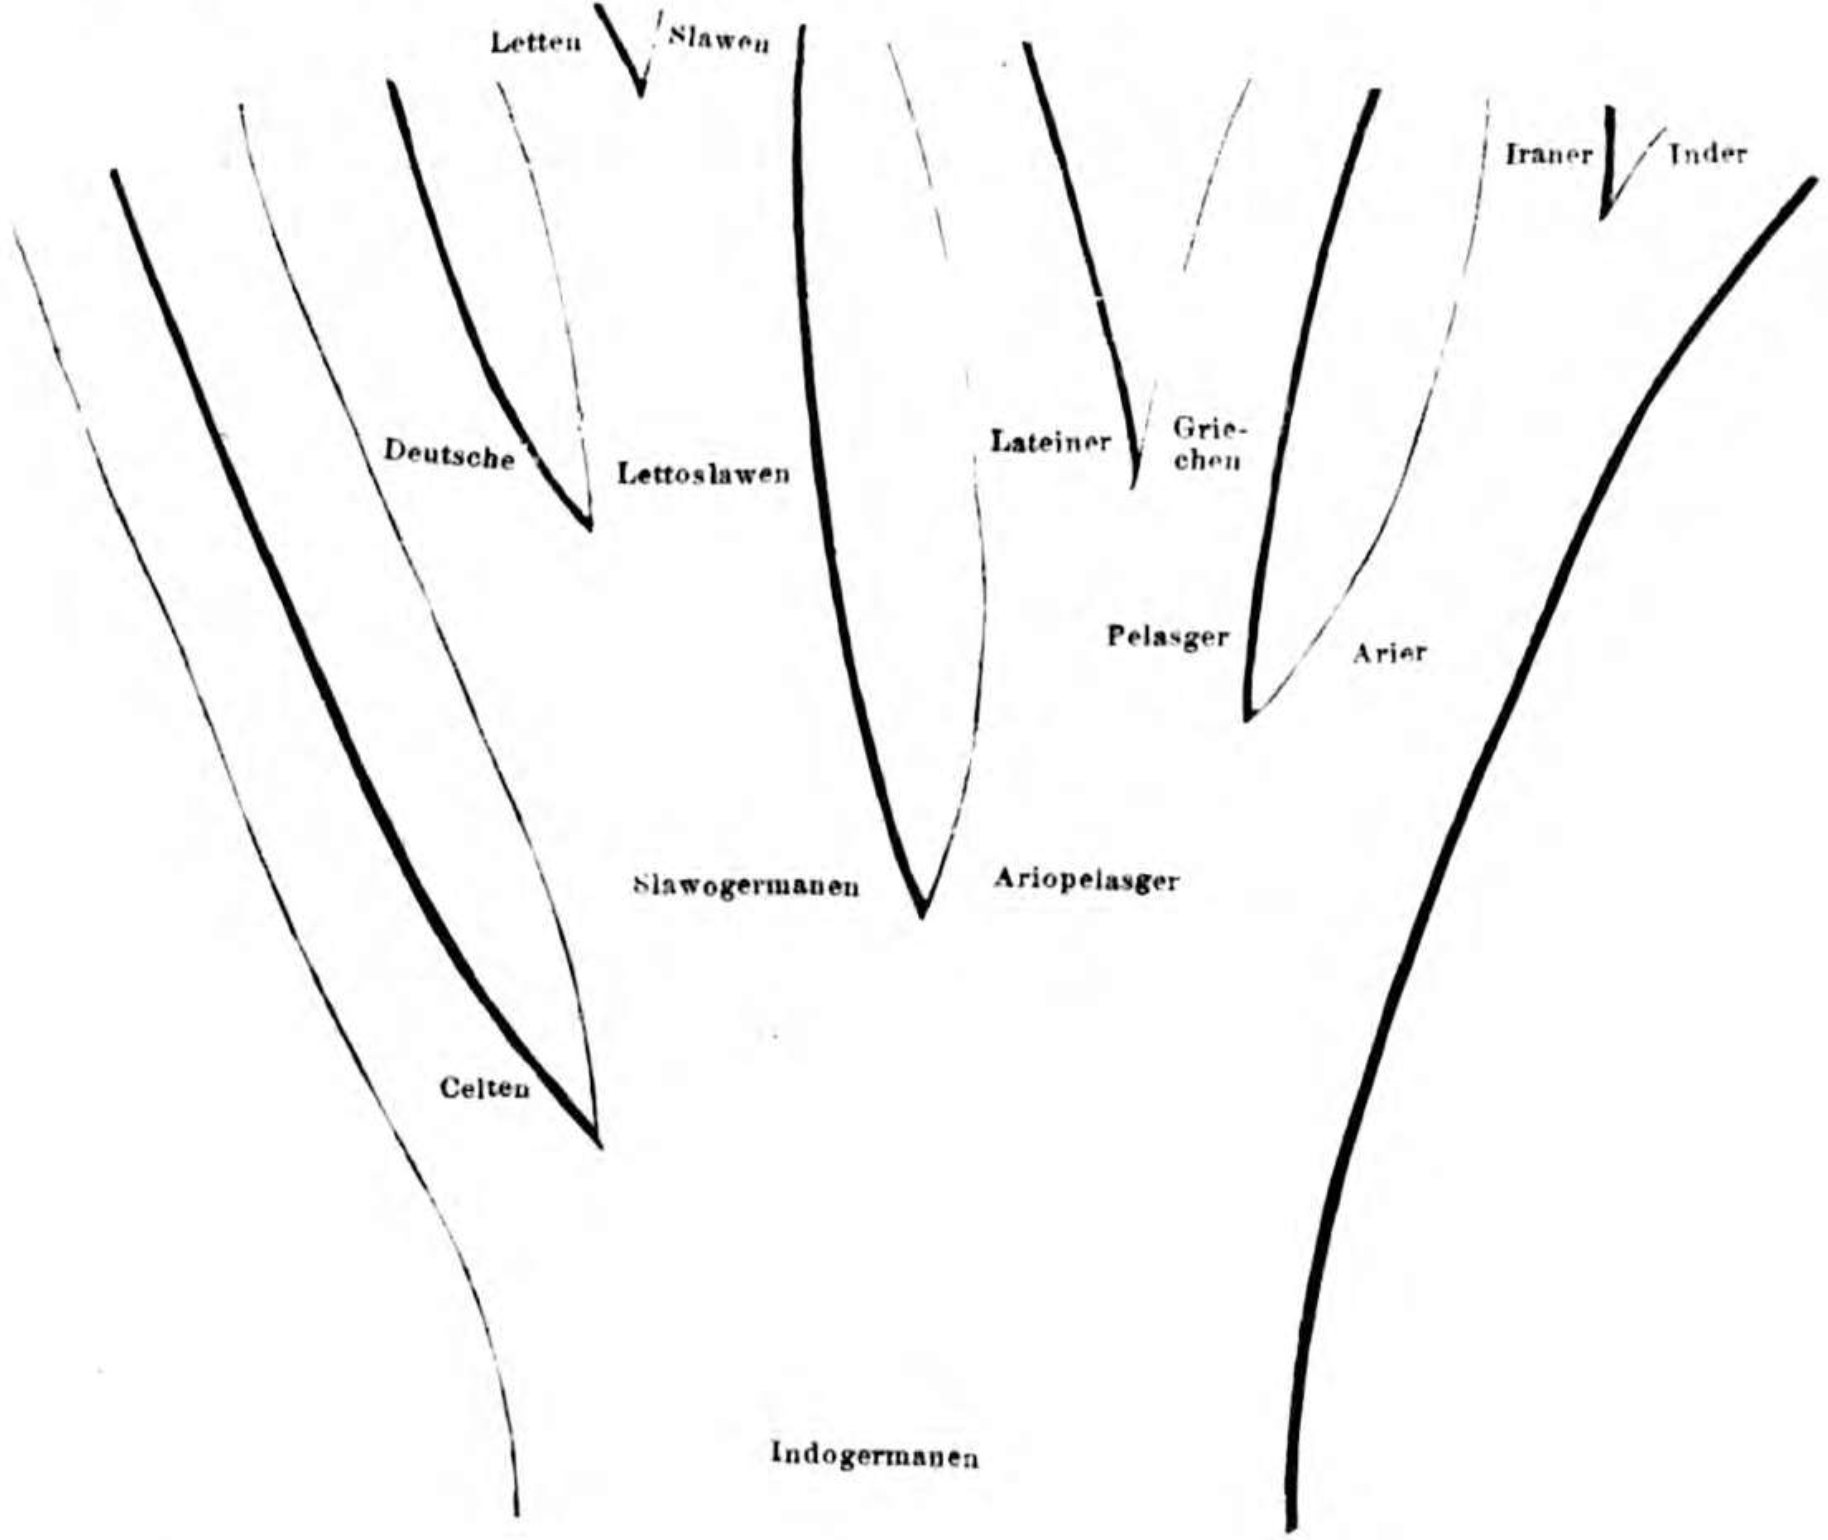 Letten
Slawen
Iraner
Inder
Deutsche
Lettoslawen
Lateiner
Grie-
chen
Pelasger
Arier
Slawogermanen
Ariopelasger
Celten
Indogermanen